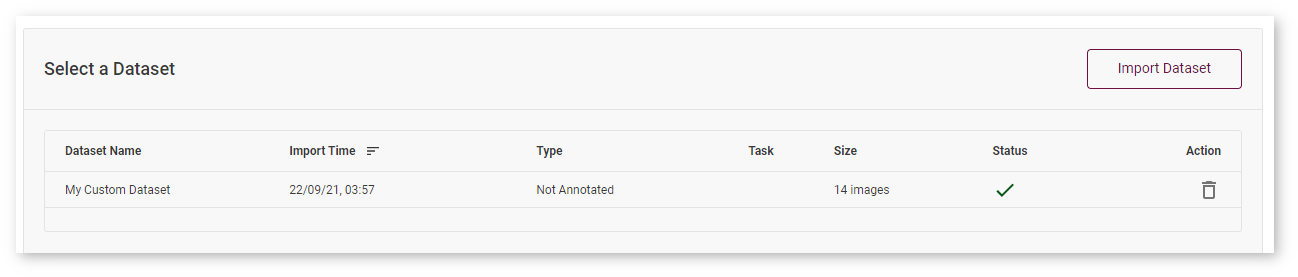 Select a Dataset
Import Dataset
Dataset Name Import Time Type Task Size Status Action
My Custom Dataset 22/09/21, 03:57 Not Annotated 14 images